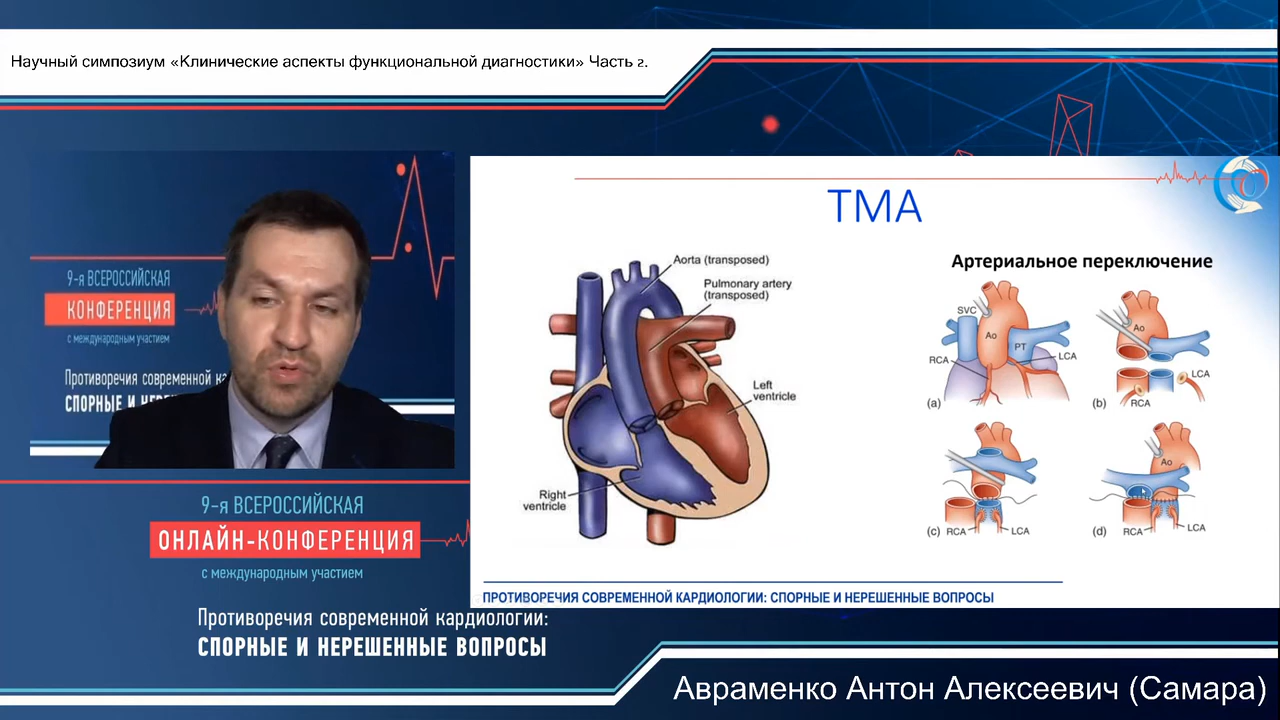 Научный симпозиум «Клинические аспекты функциональной диагностики» Часть 2.
9-я ВСЕРОССИЙСКАЯ
КОНФЕРЕНЦИЯ
с международным участием
Противоречия современной
СПОРНЫЕ И
ТМА
Aorta (transposed)
Pulmonary artery
(transposed)
Left
ventricle
Right
ventricle
Артериальное переключение
SVC
Ao
PT
RCA
LCA
(a)
Ao
LCA
RCA
(b)
(c)
RCA
LCA
Ao
(d)
RCA
LCA
ПРОТИВОРЕЧИЯ СОВРЕМЕННОЙ КАРДИОЛОГИИ: СПОРНЫЕ И НЕРЕШЕННЫЕ ВОПРОСЫ
9-я ВСЕРОССИЙСКАЯ
ОНЛАЙН-КОНФЕРЕНЦИЯ
с международным участием
Противоречия современной кардиологии:
СПОРНЫЕ И НЕРЕШЕННЫЕ ВОПРОСЫ
Авраменко Антон Алексеевич (Самара)